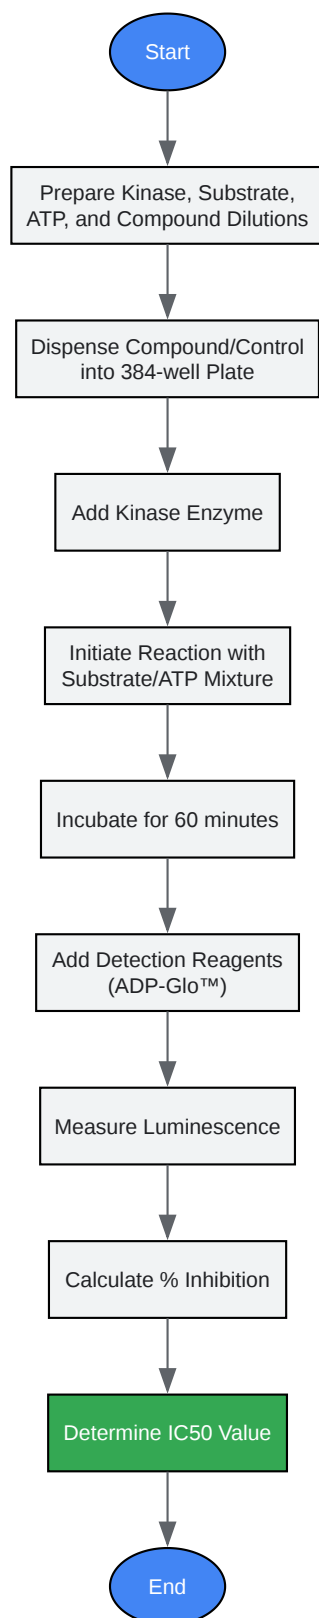 Start
Prepare Kinase, Substrate,
ATP, and Compound Dilutions
Dispense Compound/Control
into 384-well Plate
Add Kinase Enzyme
Initiate Reaction with
Substrate/ATP Mixture
Incubate for 60 minutes
Add Detection Reagents
(ADP-Glo™)
Measure Luminescence
Calculate % Inhibition
Determine IC50 Value
End